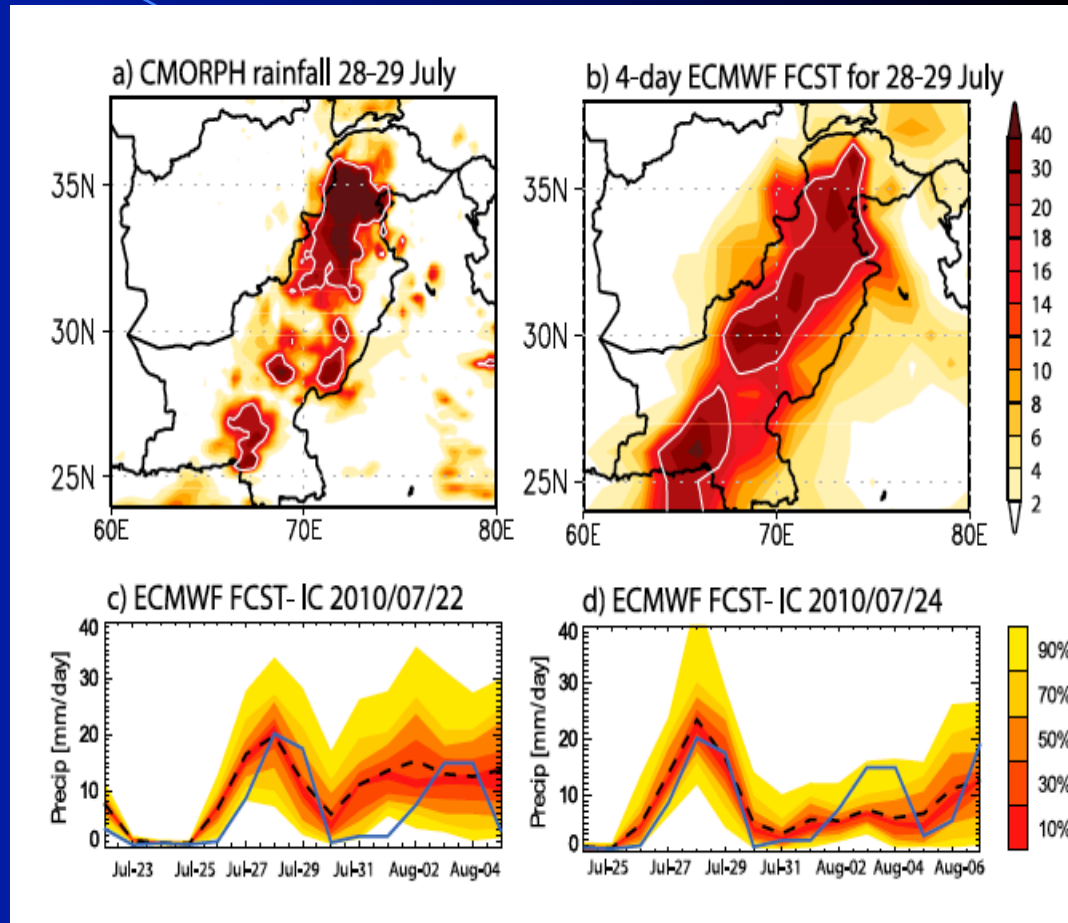 a) CMORPH rainfall 28-29 July
b) 4-day ECMWF FCST for 28-29 July
35N
30N
25N
60E
70E
80E
35N
30N
25N
60E
70E
80E
40
30
20
18
16
14
12
10
8
6
4
2
c) ECMWF FCST- IC 2010/07/22
d) ECMWF FCST- IC 2010/07/24
Precip [mm/day]
40
30
20
10
0
Jul-23
Jul-25
Jul-27
Jul-29
Jul-31
Aug-02
Aug-04
Precip [mm/day]
40
30
20
10
0
Jul-25
Jul-27
Jul-29
Jul-31
Aug-02
Aug-04
Aug-06
90%
70%
50%
30%
10%